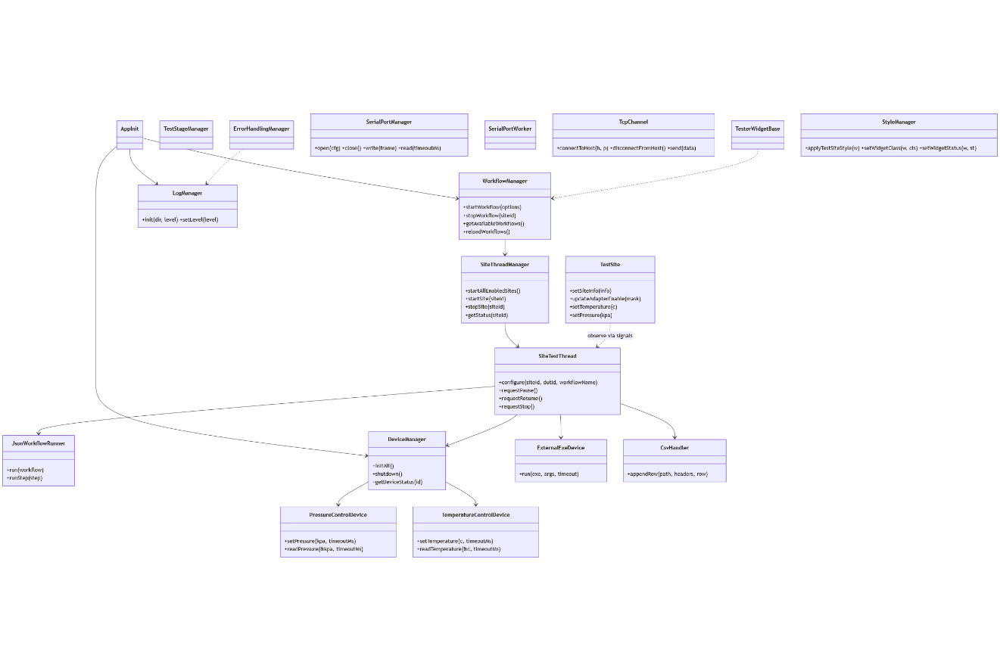 AppInit
TestStageManager
ErrorHandlingManager
SerialPortManager
+open(cfg) +close() +write(frame) +read(timeoutMs)
SerialPortWorker
TcpChannel
+connectToHost(h, p) +disconnectFromHost() +send(data)
TesterWidgetBase
StyleManager
+applyTestSiteStyle(w) +setWidgetClass(w, cls) +setWidgetStatus(w, st)
LogManager
+init(dir, level) +setLevel(level)
WorkflowManager
+startWorkflow(options)
+stopWorkflow(siteId)
+getAvailableWorkflows()
+reloadWorkflows()
SiteThreadManager
+startAllEnabledSites()
+startSite(siteId)
+stopSite(siteId)
+getStatus(siteId)
TestSite
+setSiteInfo(info)
+updateAdapterEnable(mask)
+setTemperature(c)
+setPressure(kpa)
observe via signals
SiteTestThread
+configure(siteId, dutId, workflowName)
+requestPause()
+requestResume()
+requestStop()
JsonWorkflowRunner
+run(workflow)
+runStep(step)
DeviceManager
+initAll()
+shutdown()
+getDeviceStatus(id)
ExternalExeDevice
+run(exe, args, timeout)
CsvHandler
+appendRow(path, headers, row)
PressureControlDevice
+setPressure(kpa, timeoutMs)
+readPressure(&kpa, timeoutMs)
TemperatureControlDevice
+setTemperature(c, timeoutMs)
+readTemperature(&c, timeoutMs)